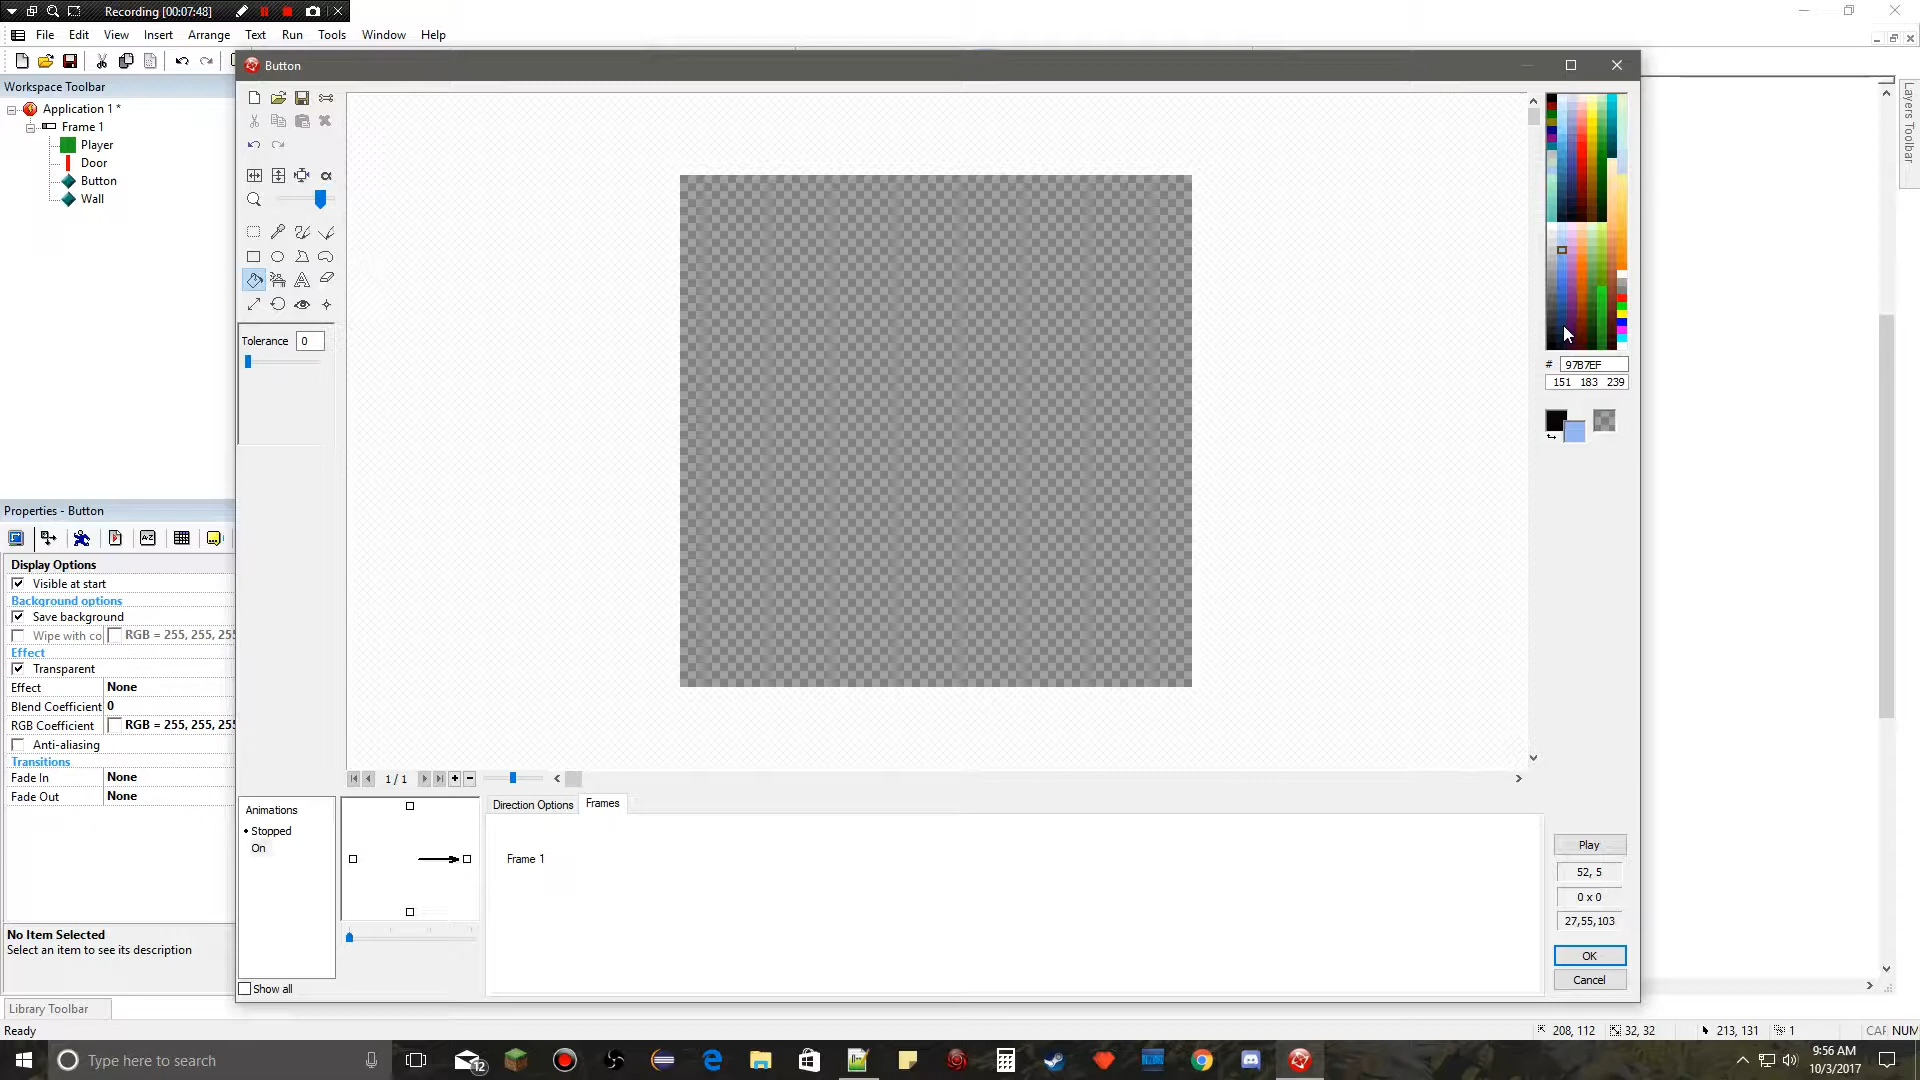 Recording [00:07:48]
File Edit View Insert Arrange Text Run Tools Window Help
Button
Workspace Toolbar
Application 1 *
Frame 1
Player
Door
Button
Wall
Layers Toolbar
Tolerance 0
# 97B7EF
151 183 239
Properties - Button
Display Options
Visible at start
Background options
Save background
Wipe with co RGB = 255, 255, 255
Effect
Transparent
Effect None
Blend Coefficient 0
RGB Coefficient RGB = 255, 255, 255
Anti-aliasing
Transitions
Fade In None
Fade Out None
No Item Selected
Select an item to see its description
Library Toolbar
Ready
1 / 1
Animations
Stopped
On
Show all
Direction Options Frames
Frame 1
Play
52, 5
0 x 0
27,55,103
OK
Cancel
208, 112 32, 32 213, 131 1 CAP NUM
Type here to search
12
9:56 AM
10/3/2017